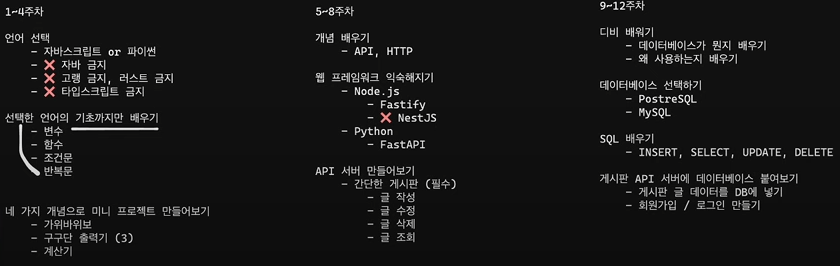 1~4주차
언어 선택
- 자바스크립트 or 파이썬
- ❌ 자바 금지
- ❌ 고랭 금지, 러스트 금지
- ❌ 타입스크립트 금지
선택한 언어의 기초까지만 배우기
- 변수
- 함수
- 조건문
- 반복문
네 가지 개념으로 미니 프로젝트 만들어보기
- 가위바위보
- 구구단 출력기 (3)
- 계산기
5~8주차
개념 배우기
- API, HTTP
웹 프레임워크 익숙해지기
- Node.js
- Fastify
- ❌ NestJS
- Python
- FastAPI
API 서버 만들어보기
- 간단한 게시판 (필수)
- 글 작성
- 글 수정
- 글 삭제
- 글 조회
9~12주차
디비 배워기
- 데이터베이스가 뭔지 배우기
- 왜 사용하는지 배우기
데이터베이스 선택하기
- PostreSQL
- MySQL
SQL 배우기
- INSERT, SELECT, UPDATE, DELETE
게시판 API 서버에 데이터베이스 붙여보기
- 게시판 글 데이터를 DB에 넣기
- 회원가입 / 로그인 만들기